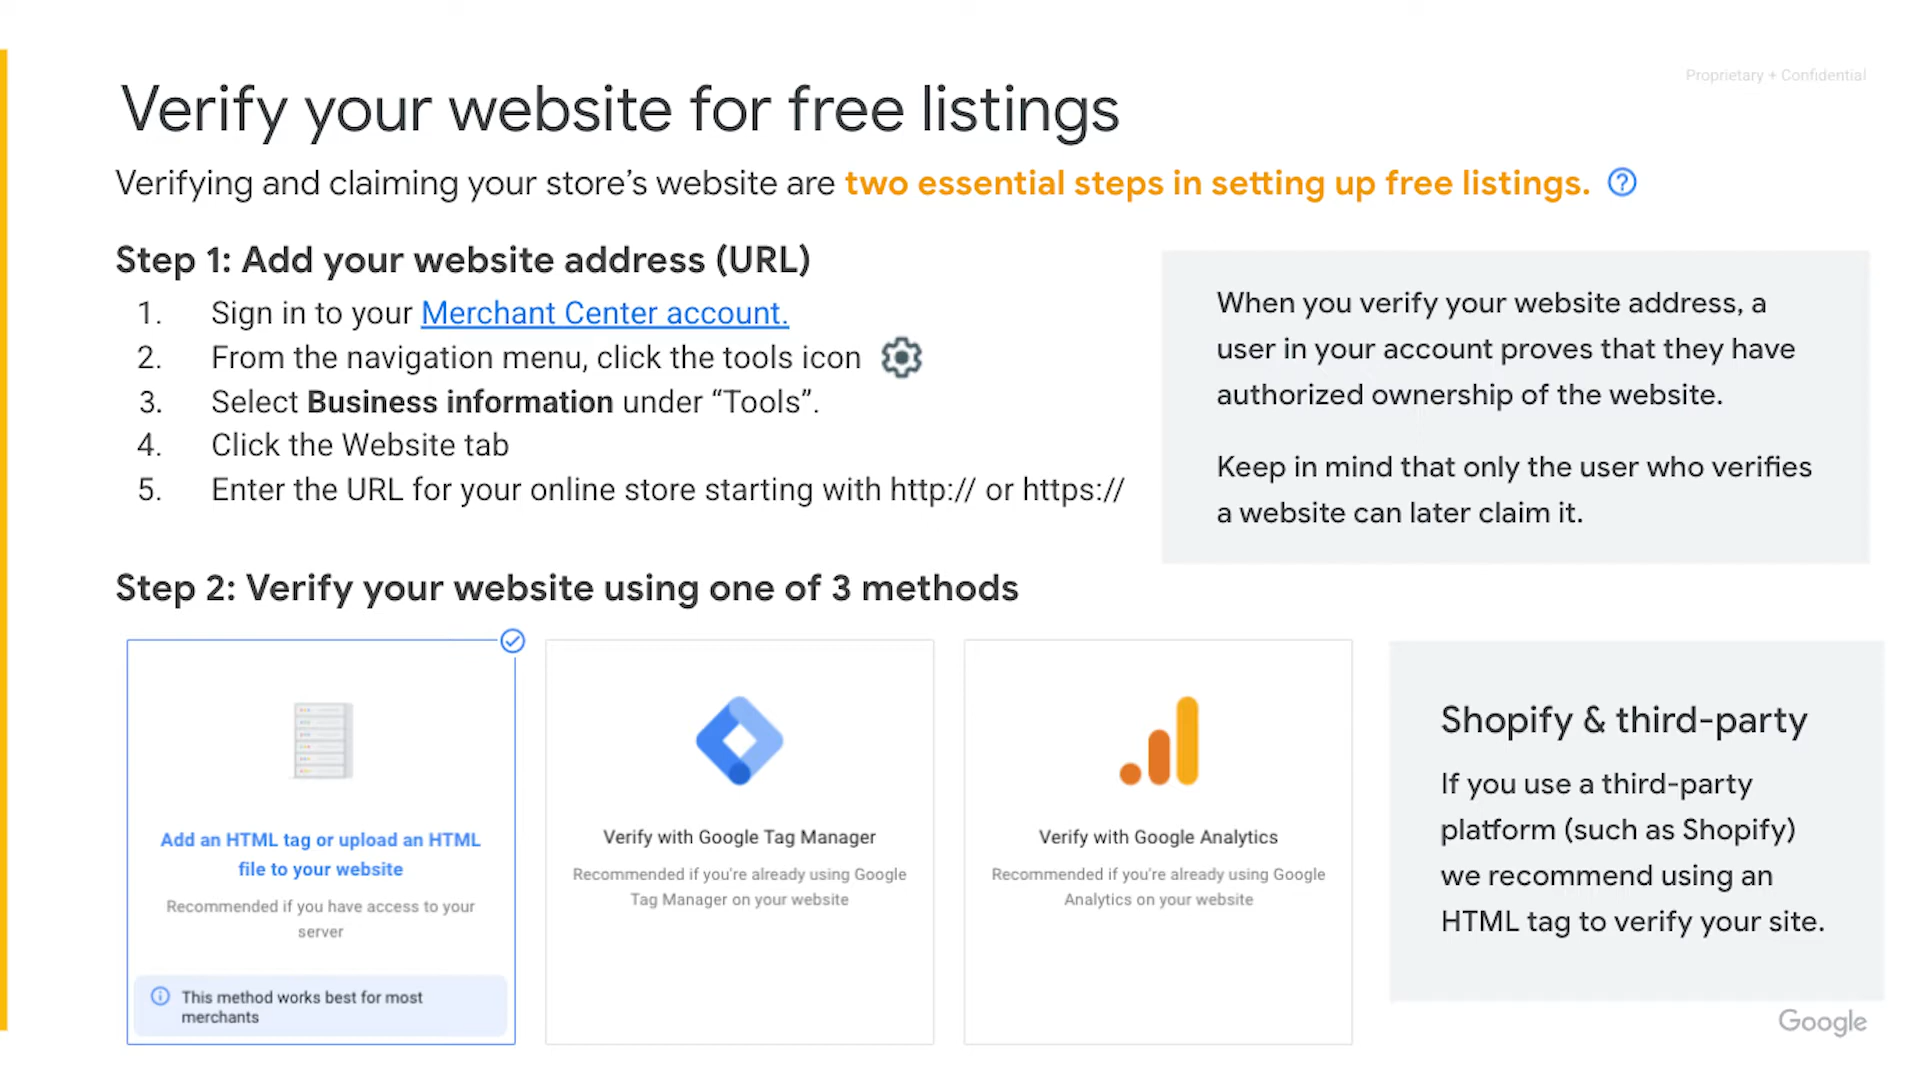 Proprietary + Confidential
Verify your website for free listings
Verifying and claiming your store's website are two essential steps in setting up free listings.
Step 1: Add your website address (URL)
1. Sign in to your Merchant Center account.
2. From the navigation menu, click the tools icon
3. Select Business information under “Tools”.
4. Click the Website tab
5. Enter the URL for your online store starting with http:// or https://
When you verify your website address, a
user in your account proves that they have
authorized ownership of the website.
Keep in mind that only the user who verifies
a website can later claim it.
Step 2: Verify your website using one of 3 methods
Add an HTML tag or upload an HTML
file to your website
Recommended if you have access to your
server
This method works best for most
merchants
Verify with Google Tag Manager
Recommended if you're already using Google
Tag Manager on your website
Verify with Google Analytics
Recommended if you're already using Google
Analytics on your website
Shopify & third-party
If you use a third-party
platform (such as Shopify)
we recommend using an
HTML tag to verify your site.
Google